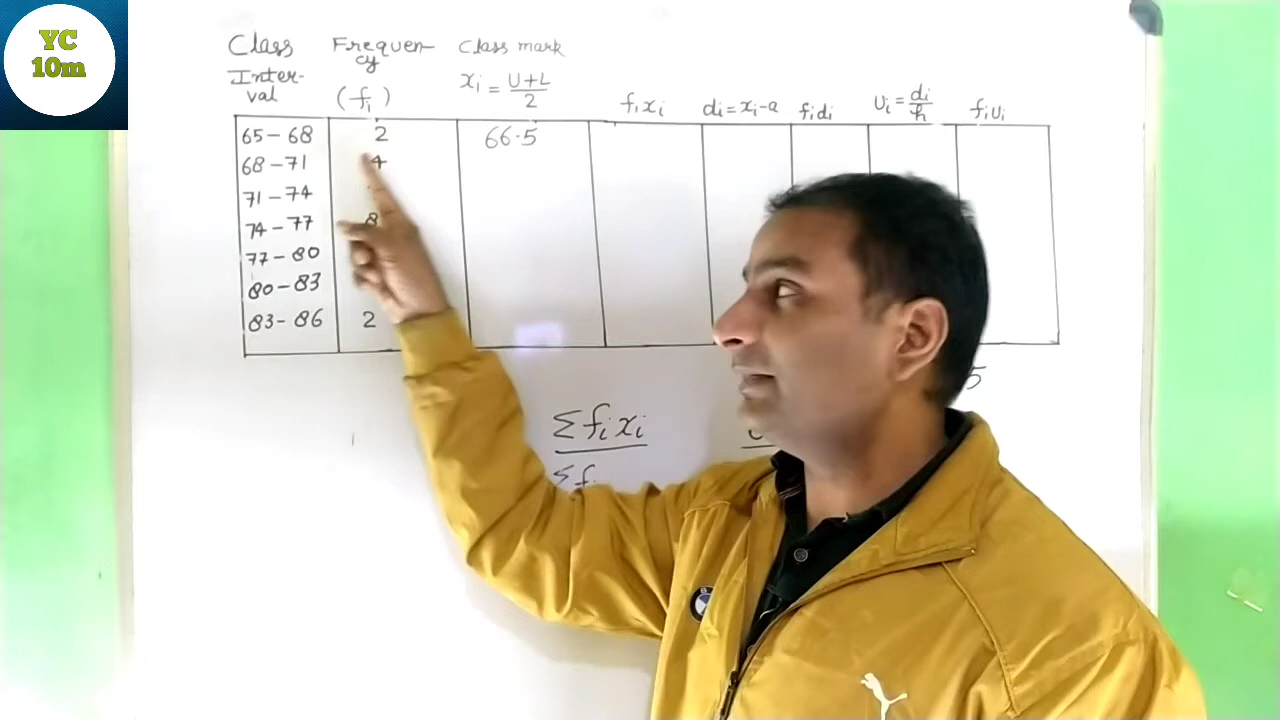 YC
10m
Class
Inter-
val
Frequen-
cy
(fi)
Class mark
xi = U+L/2
fixi
di=xi-a
fidi
Ui = di/h
fiui
65-68 2 66.5
68-71 4
71-74
74-77 8
77-80
80-83
83-86 2
5
Σfixi
Σf